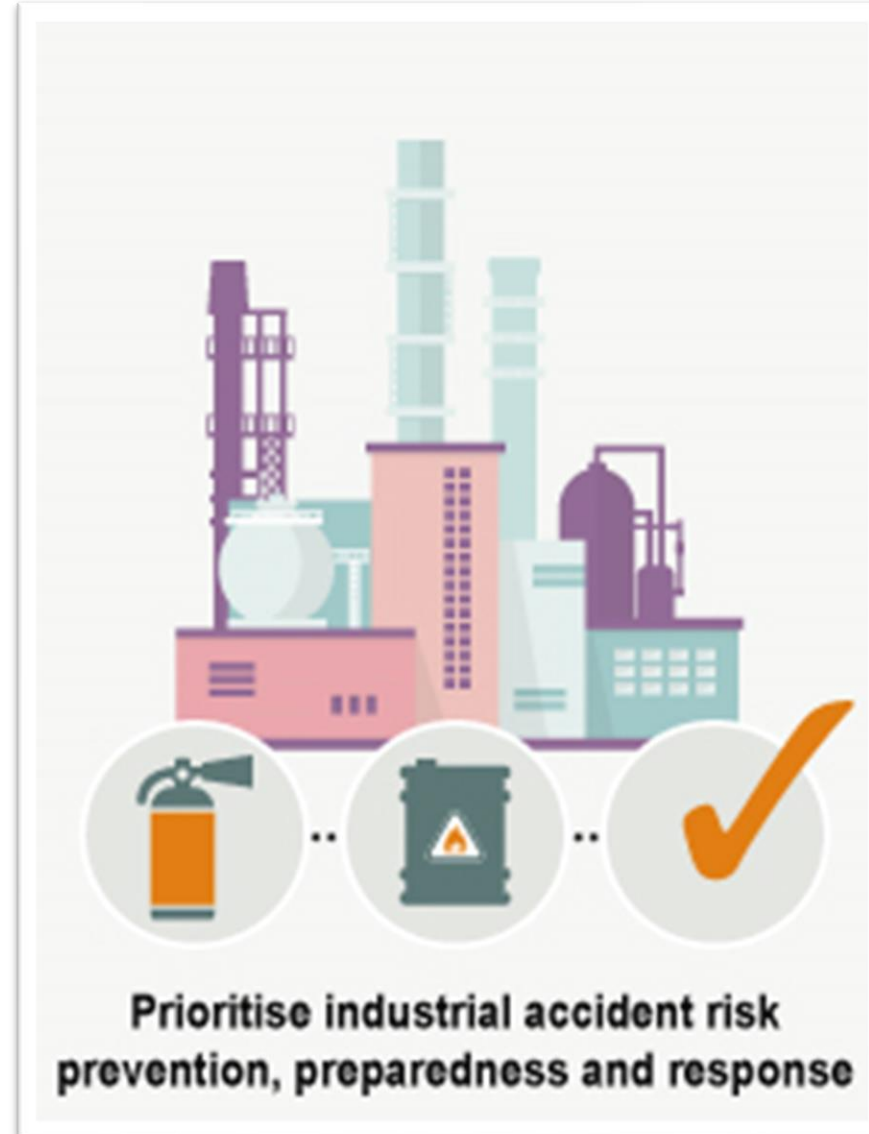 Prioritise industrial accident risk
prevention, preparedness and response